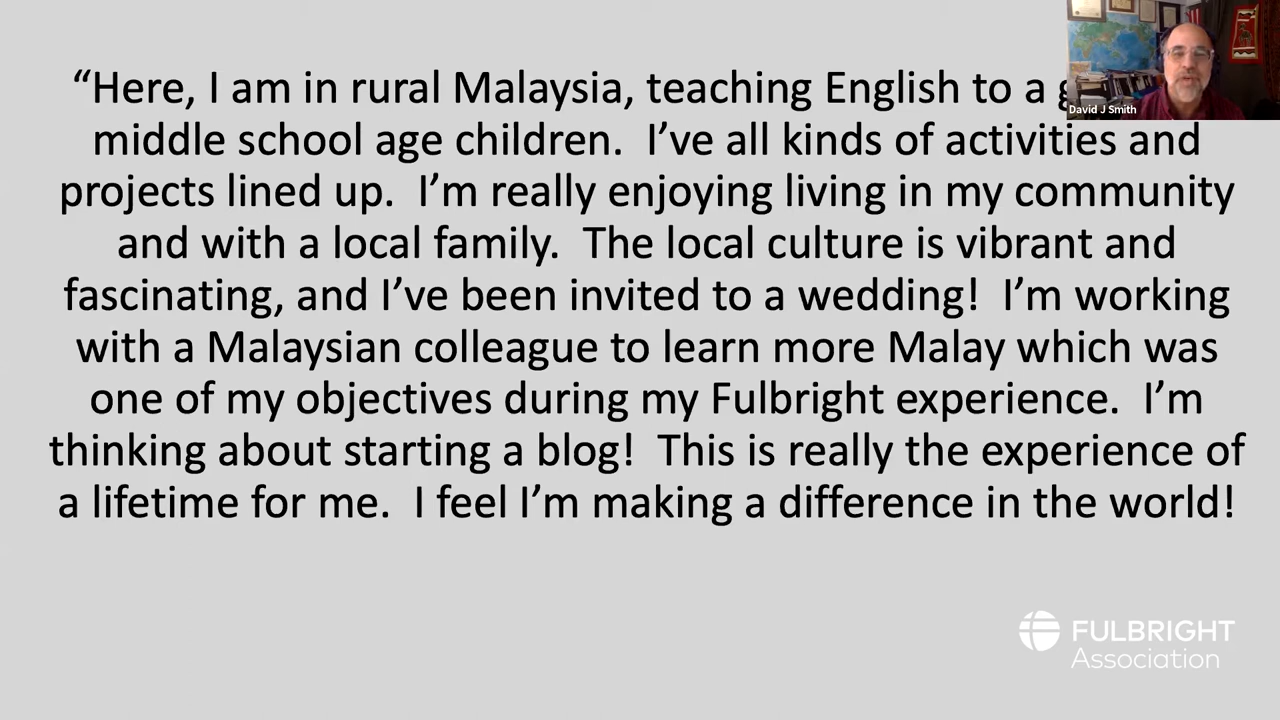 “Here, I am in rural Malaysia, teaching English to a
middle school age children.  I’ve all kinds of activities and
projects lined up.  I’m really enjoying living in my community
and with a local family.  The local culture is vibrant and
fascinating, and I’ve been invited to a wedding!  I’m working
with a Malaysian colleague to learn more Malay which was
one of my objectives during my Fulbright experience.  I’m
thinking about starting a blog!  This is really the experience of
a lifetime for me.  I feel I’m making a difference in the world!
David J Smith
FULBRIGHT
Association